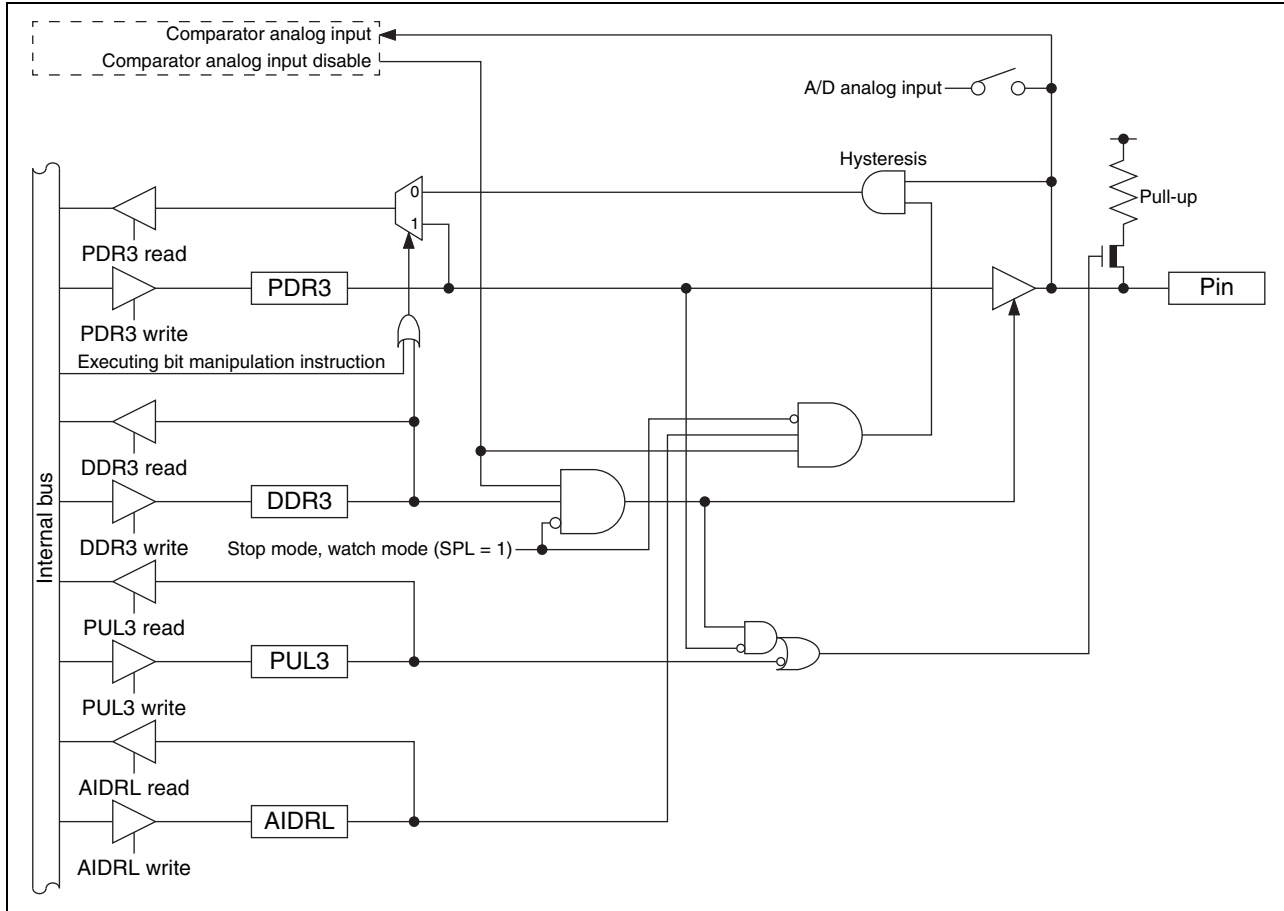 Comparator analog input
Comparator analog input disable
A/D analog input
Hysteresis
Pull-up
0
1
PDR3 read
PDR3
Pin
PDR3 write
Executing bit manipulation instruction
DDR3 read
DDR3
DDR3 write
Stop mode, watch mode (SPL = 1)
Internal bus
PUL3 read
PUL3
PUL3 write
AIDRL read
AIDRL
AIDRL write